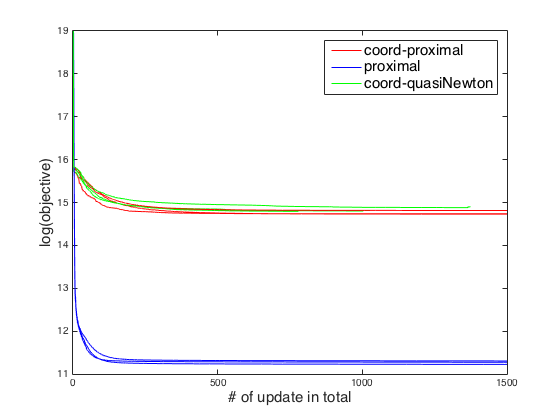 19
18
17
16
15
14
13
12
11
log(objective)
coord-proximal
proximal
coord-quasiNewton
0
500
1000
1500
# of update in total